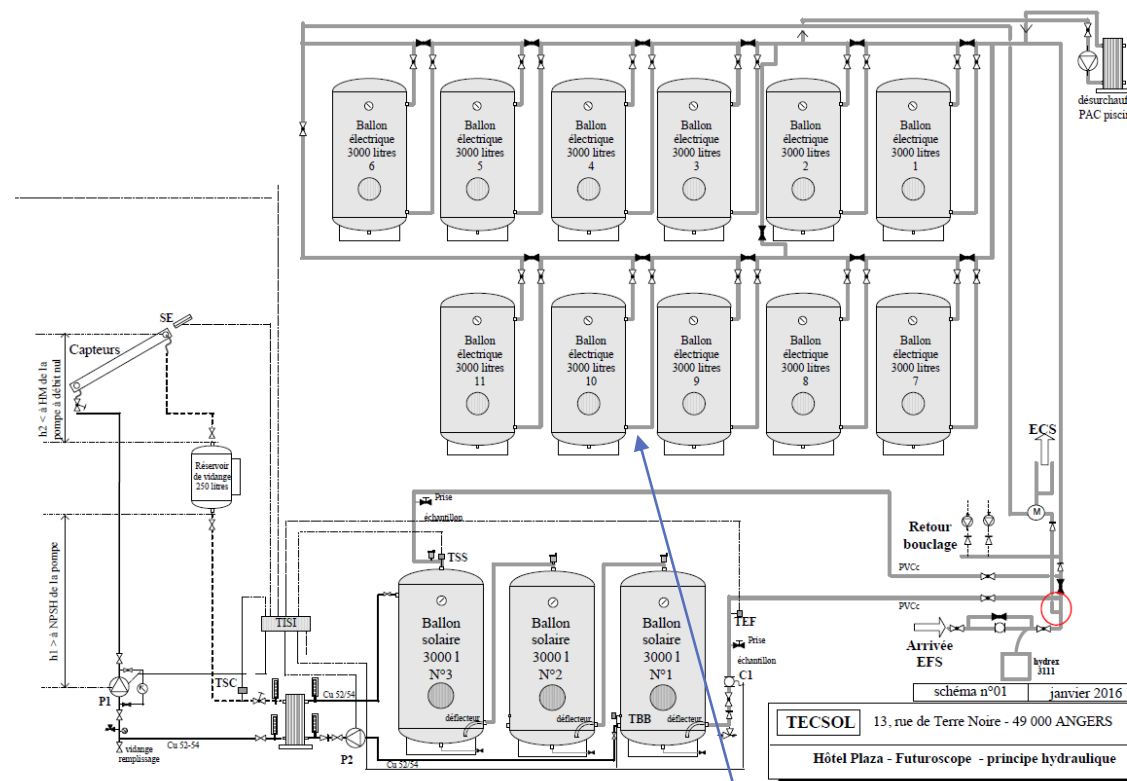 désurchauff
PAC piscin
Ballon
électrique
3000 litres
6
Ballon
électrique
3000 litres
5
Ballon
électrique
3000 litres
4
Ballon
électrique
3000 litres
3
Ballon
électrique
3000 litres
2
Ballon
électrique
3000 litres
1
Ballon
électrique
3000 litres
11
Ballon
électrique
3000 litres
10
Ballon
électrique
3000 litres
9
Ballon
électrique
3000 litres
8
Ballon
électrique
3000 litres
7
SE
Capteurs
h2 < à HM de la
pompe à débit nul
Réservoir
de vidange
250 litres
h1 > à NPSH de la pompe
ECS
M
Prise
échantillon
Retour
bouclage
PVCc
TSS
PVCc
TEF
Prise
échantillon
C1
Arrivée
EFS
hydrex
3111
TISI
Ballon
solaire
3000 l
N°3
Ballon
solaire
3000 l
N°2
Ballon
solaire
3000 l
N°1
TSC
P1
Cu 52/54
déflecteur
déflecteur
TBB
déflecteur
vidange
remplissage
Cu 52-54
P2
Cu 52/54
schéma n°01
janvier 2016
TECSOL
13, rue de Terre Noire - 49 000 ANGERS
Hôtel Plaza - Futuroscope - principe hydraulique